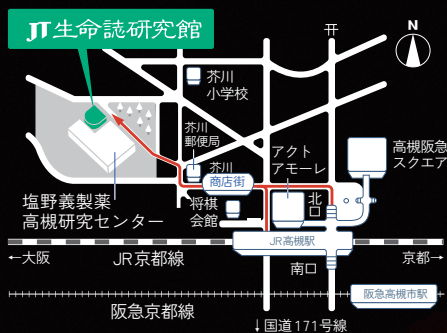 JT生命誌研究館
N
芥川
小学校
芥川
郵便局
芥川
商店街
アクト
アモーレ
高槻阪急
スクエア
塩野義製薬
高槻研究センター
将棋
会館
北口
JR高槻駅
←大阪
JR京都線
南口
京都→
阪急高槻市駅
阪急京都線
↓国道171号線